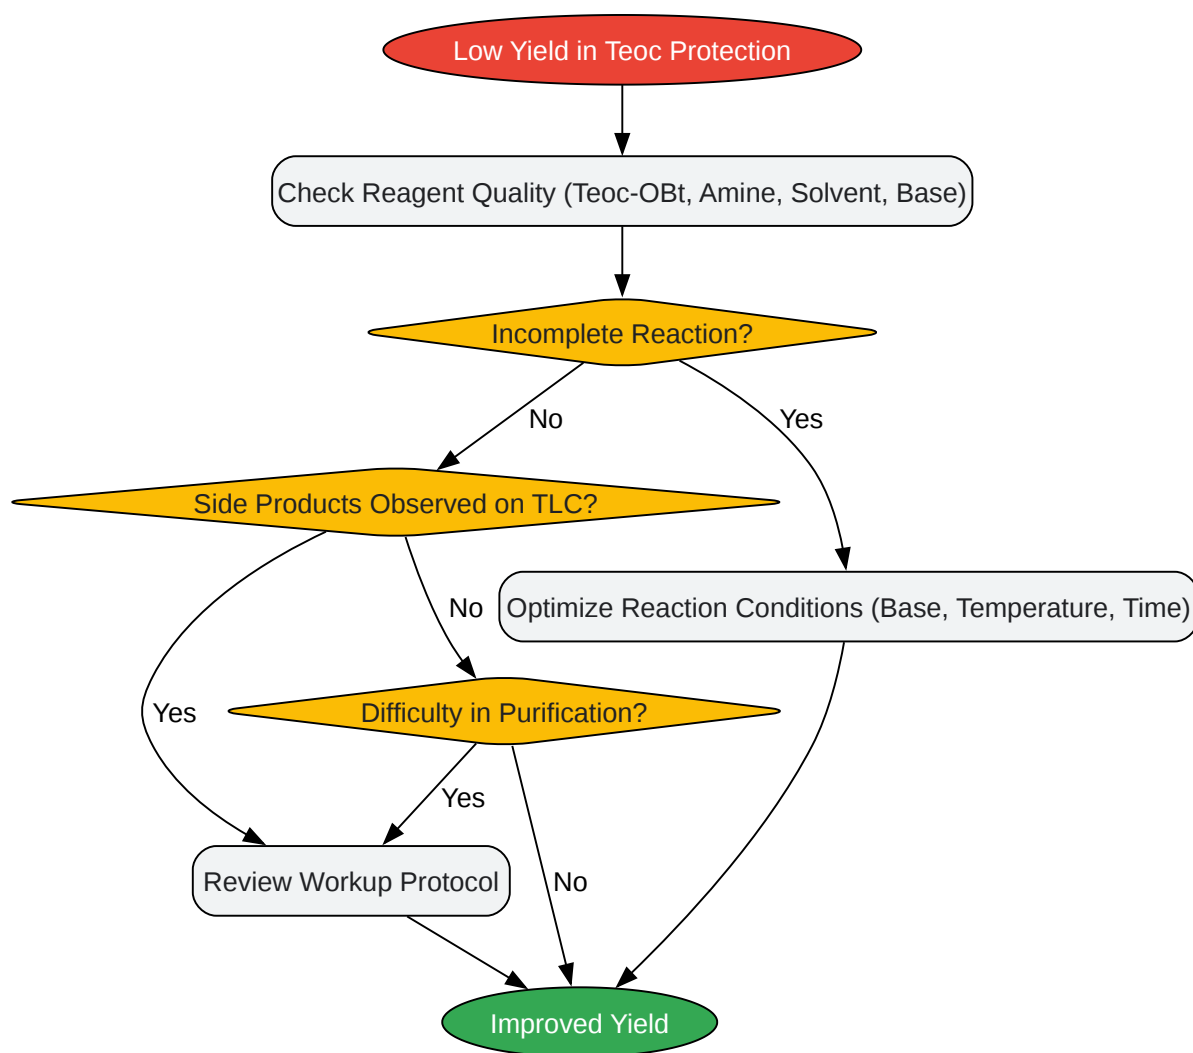 Low Yield in Teoc Protection
Check Reagent Quality (Teoc-OBt, Amine, Solvent, Base)
Incomplete Reaction?
No
Yes
Side Products Observed on TLC?
Optimize Reaction Conditions (Base, Temperature, Time)
No
Yes
Difficulty in Purification?
Yes
Review Workup Protocol
No
Improved Yield